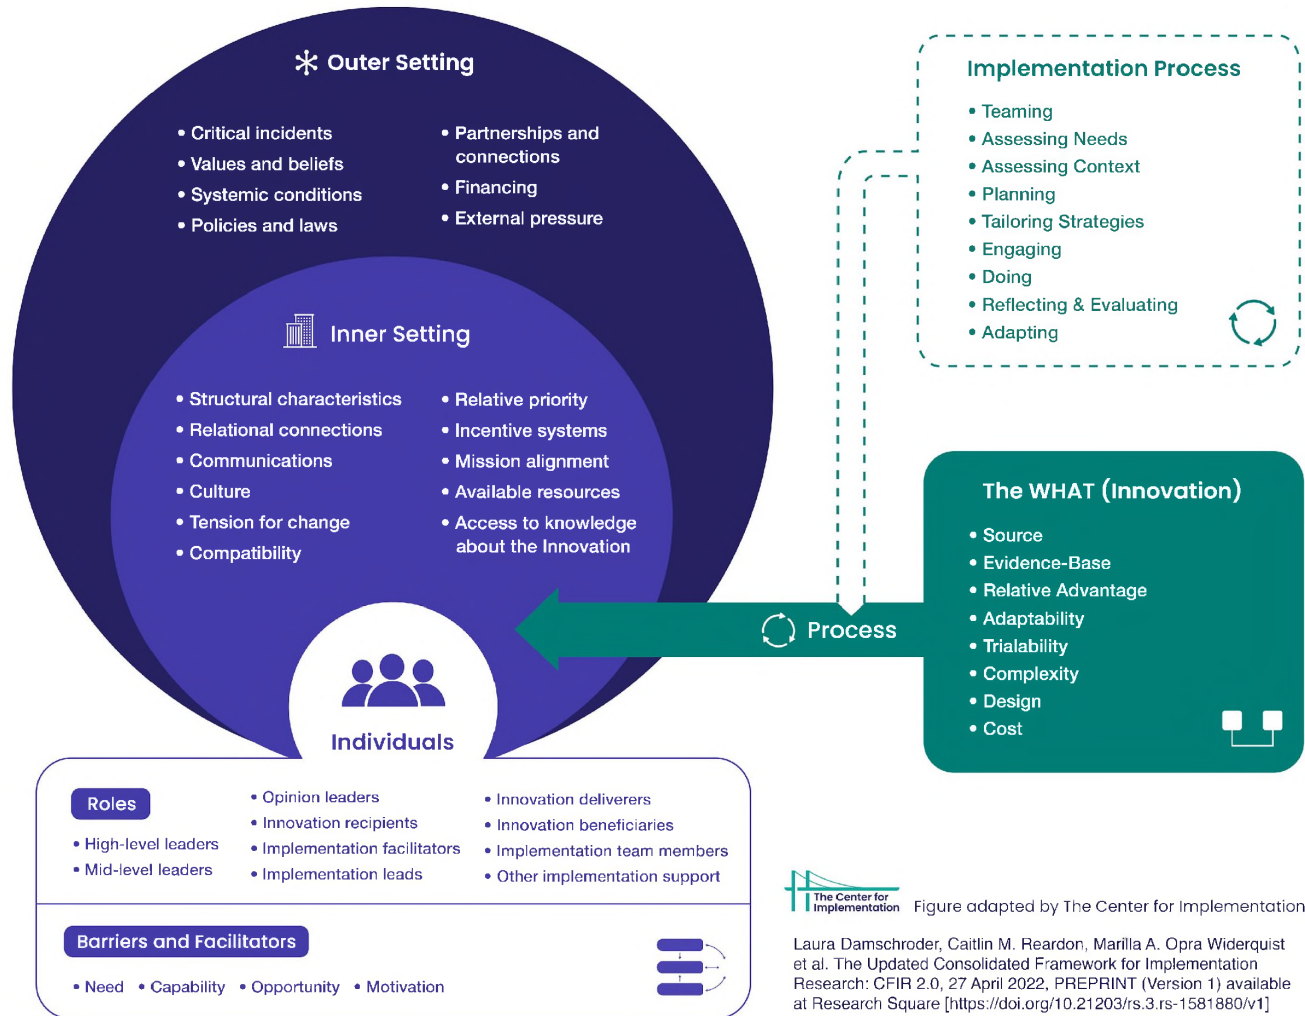 Outer Setting
• Critical incidents
• Values and beliefs
• Systemic conditions
• Policies and laws
• Partnerships and
connections
• Financing
• External pressure
Inner Setting
• Structural characteristics
• Relational connections
• Communications
• Culture
• Tension for change
• Compatibility
• Relative priority
• Incentive systems
• Mission alignment
• Available resources
• Access to knowledge
about the Innovation
Individuals
Roles
• High-level leaders
• Mid-level leaders
• Opinion leaders
• Innovation recipients
• Implementation facilitators
• Implementation leads
• Innovation deliverers
• Innovation beneficiaries
• Implementation team members
• Other implementation support
Barriers and Facilitators
• Need • Capability • Opportunity • Motivation
Implementation Process
• Teaming
• Assessing Needs
• Assessing Context
• Planning
• Tailoring Strategies
• Engaging
• Doing
• Reflecting & Evaluating
• Adapting
Process
The WHAT (Innovation)
• Source
• Evidence-Base
• Relative Advantage
• Adaptability
• Trialability
• Complexity
• Design
• Cost
The Center for
Implementation
Figure adapted by The Center for Implementation
Laura Damschroder, Caitlin M. Reardon, Marilla A. Opra Widerquist
et al. The Updated Consolidated Framework for Implementation
Research: CFIR 2.0, 27 April 2022, PREPRINT (Version 1) available
at Research Square [https://doi.org/10.21203/rs.3.rs-1581880/v1]